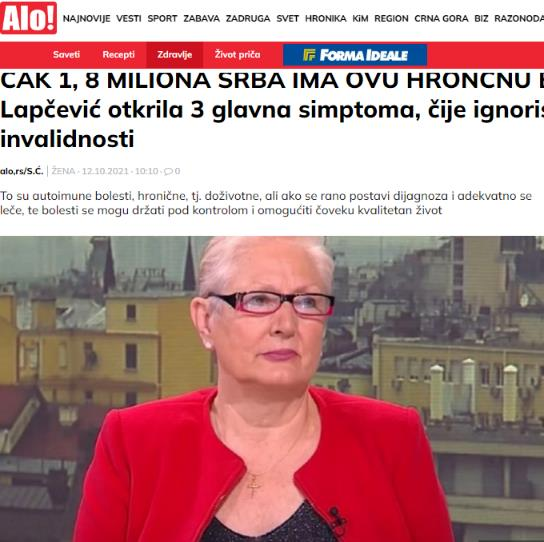 Alo!
NAJNOVIJE VESTI SPORT ZABAVA ZADRUGA SVET HRONIKA KiM REGION CRNA GORA BIZ RAZONODA
Saveti Recepti Zdravlje Život priča FORMA IDEALE
ČAK 1, 8 MILIONA SRBA IMA OVU HRONČNU
Lapčević otkrila 3 glavna simptoma, čije ignoris
invalidnosti
alo.rs/S.Ć. | ŽENA - 12.10.2021 - 10:10 - 0
To su autoimune bolesti, hronične, tj. doživotne, ali ako se rano postavi dijagnoza i adekvatno se
leče, te bolesti se mogu držati pod kontrolom i omogućiti čoveku kvalitetan život